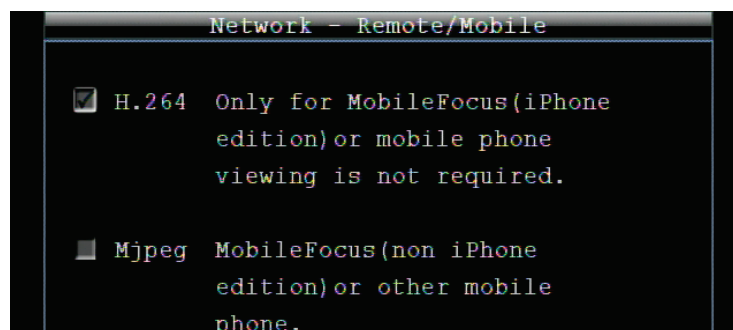 Network - Remote/Mobile
H.264 Only for MobileFocus(iPhone
edition)or mobile phone
viewing is not required.
Mjpeg MobileFocus(non iPhone
edition)or other mobile
phone.